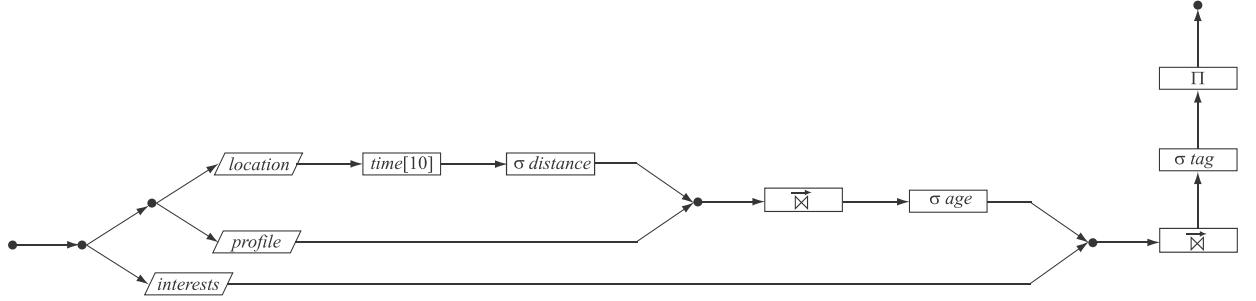 Π
location
time[10]
σ distance
σ tag
⋈
σ age
profile
⋈
interests